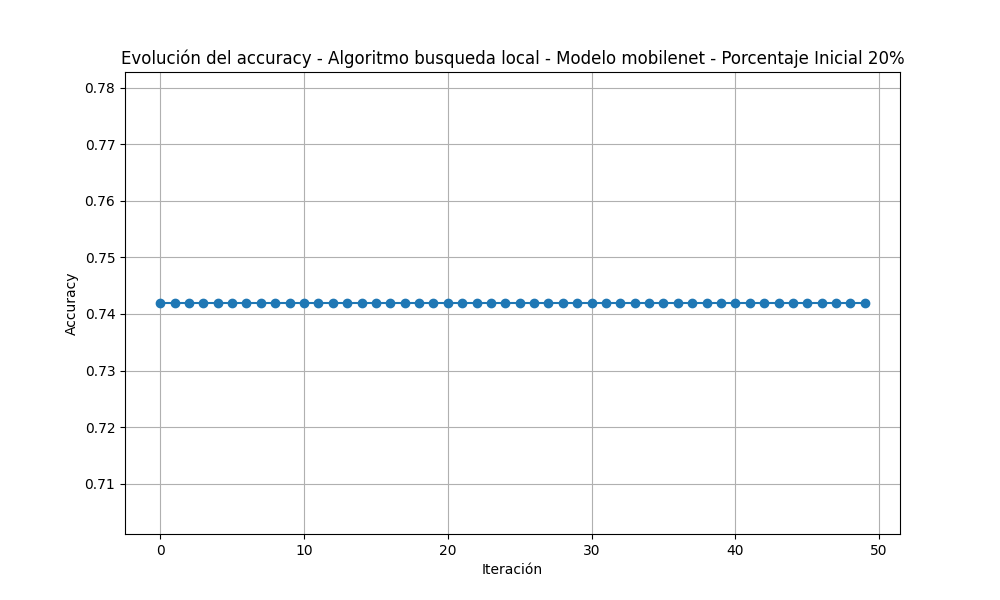 Evolución del accuracy - Algoritmo busqueda local - Modelo mobilenet - Porcentaje Inicial 20%
0.78
0.77
0.76
0.75
0.74
0.73
0.72
0.71
Accuracy
0 10 20 30 40 50
Iteración